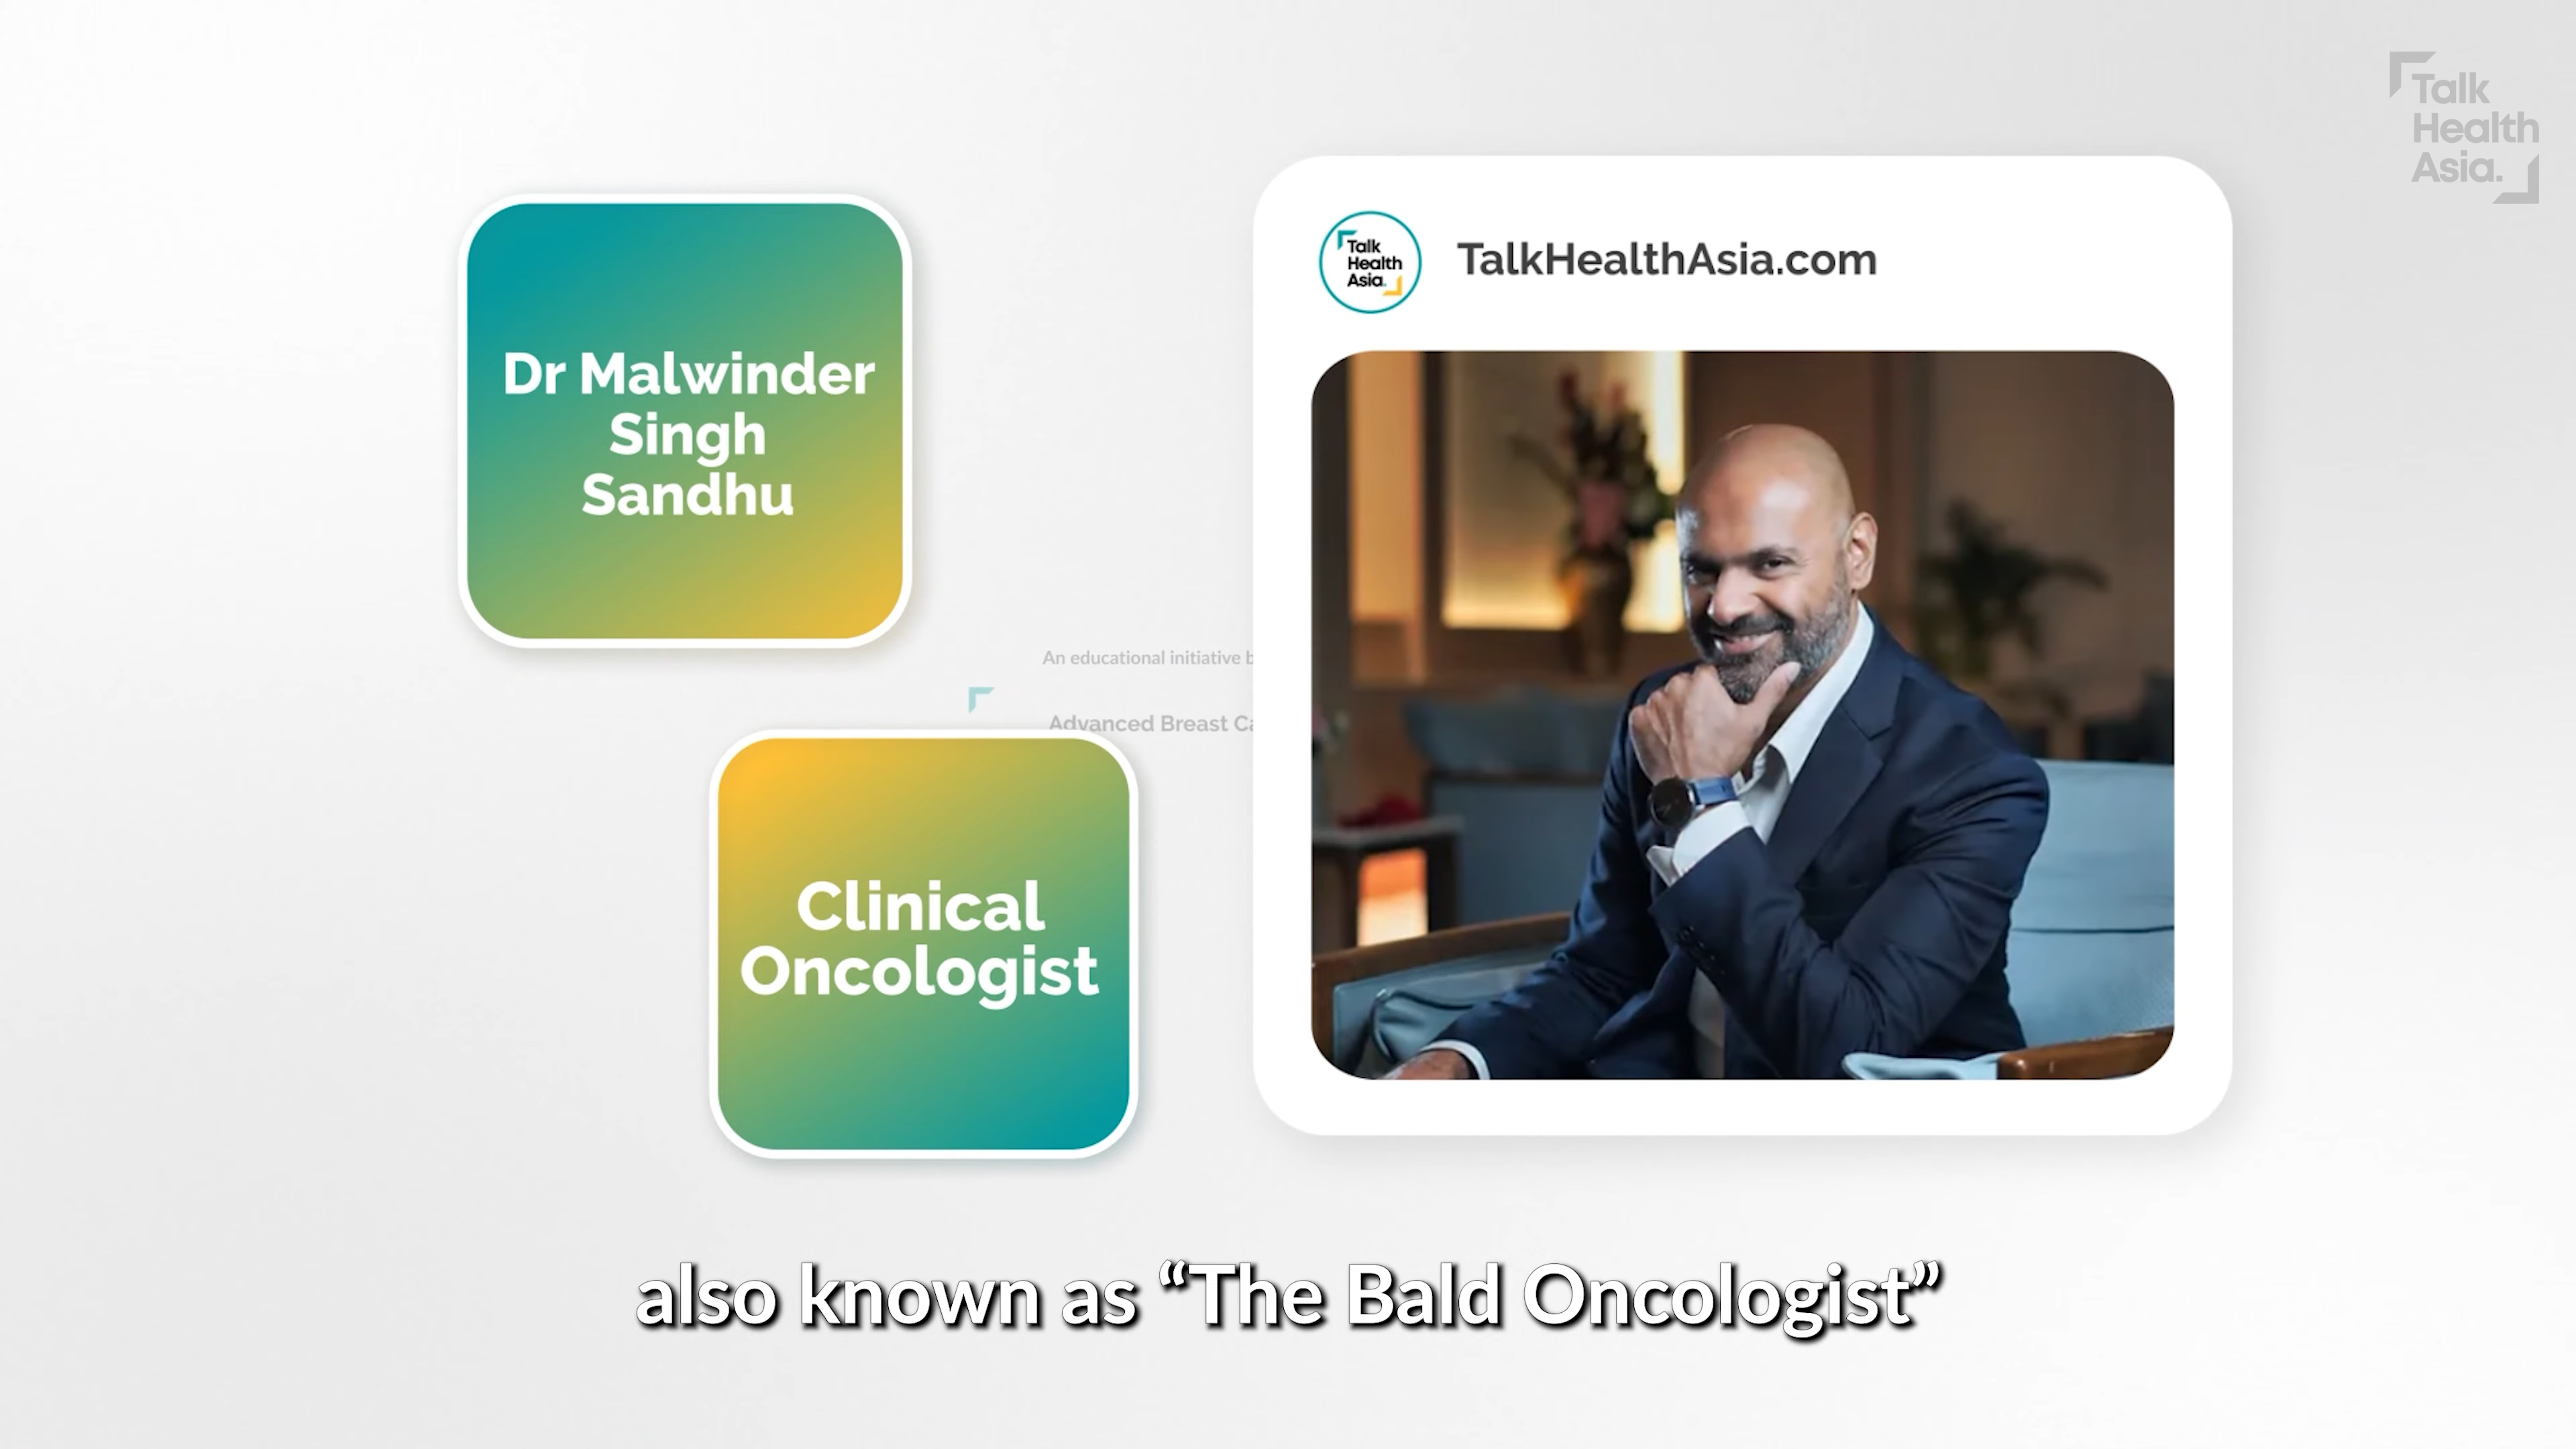 Talk
Health
Asia.
Dr Malwinder
Singh
Sandhu
Talk
Health
Asia.
TalkHealthAsia.com
An educational initiative b
Advanced Breast Ca
Clinical
Oncologist
also known as “The Bald Oncologist”